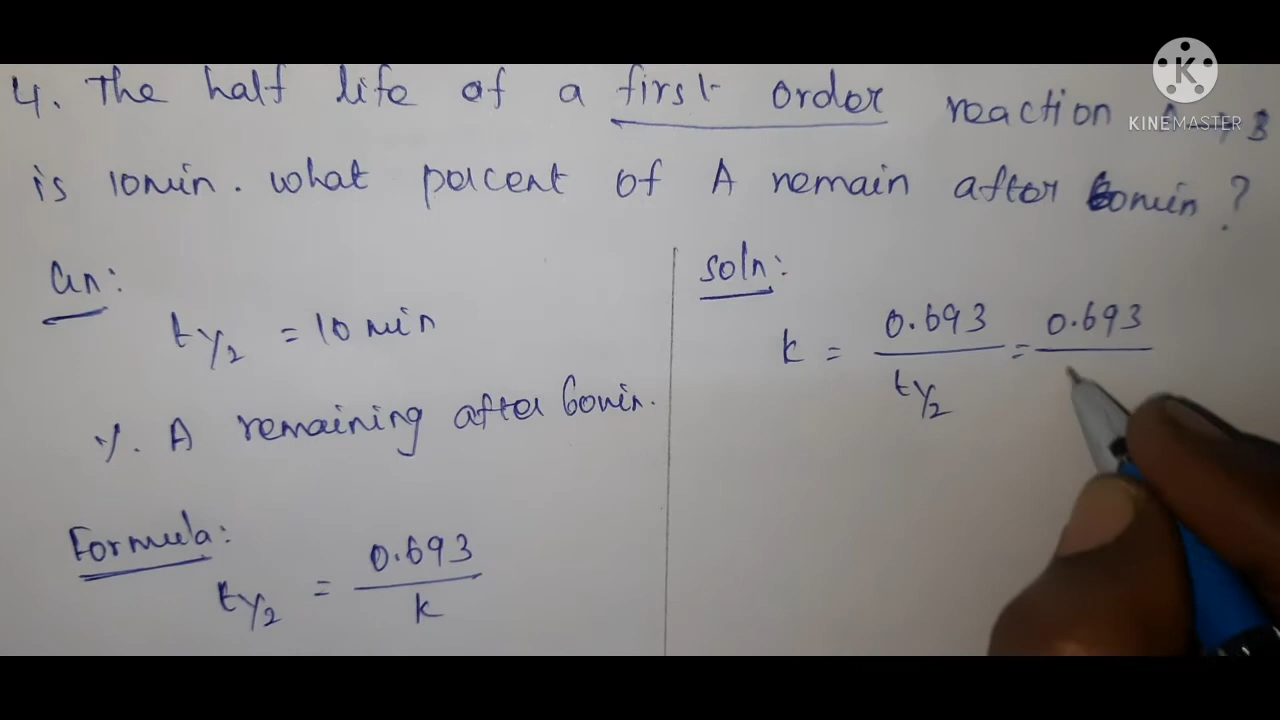 4. The half life of a first order reaction
is 10min. what percent of A remain after 60min?
an:
t1/2 = 10 min
% A remaining after 60min.
Formula:
t1/2 = 0.693 / k
Soln:
k = 0.693 / t1/2 = 0.693
K
KINEMASTER